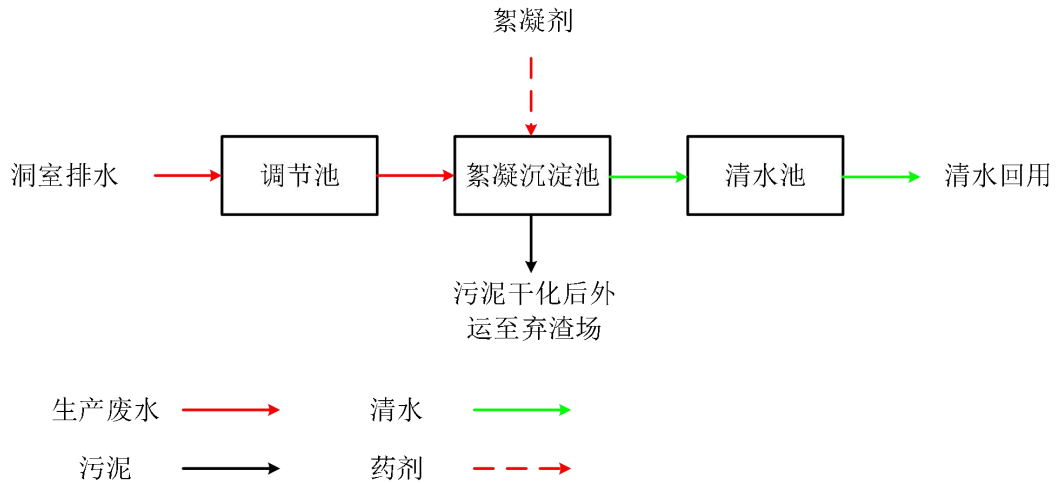 絮凝剂
洞室排水
调节池
絮凝沉淀池
清水池
清水回用
污泥干化后外
运至弃渣场
生产废水
清水
污泥
药剂